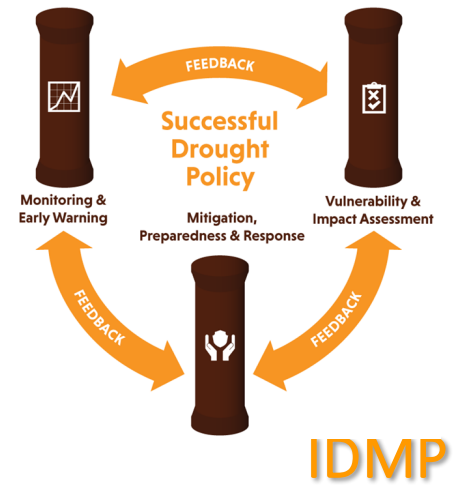 FEEDBACK
Successful
Drought
Policy
Monitoring &
Early Warning
Vulnerability &
Impact Assessment
Mitigation,
Preparedness & Response
FEEDBACK
FEEDBACK
IDMP